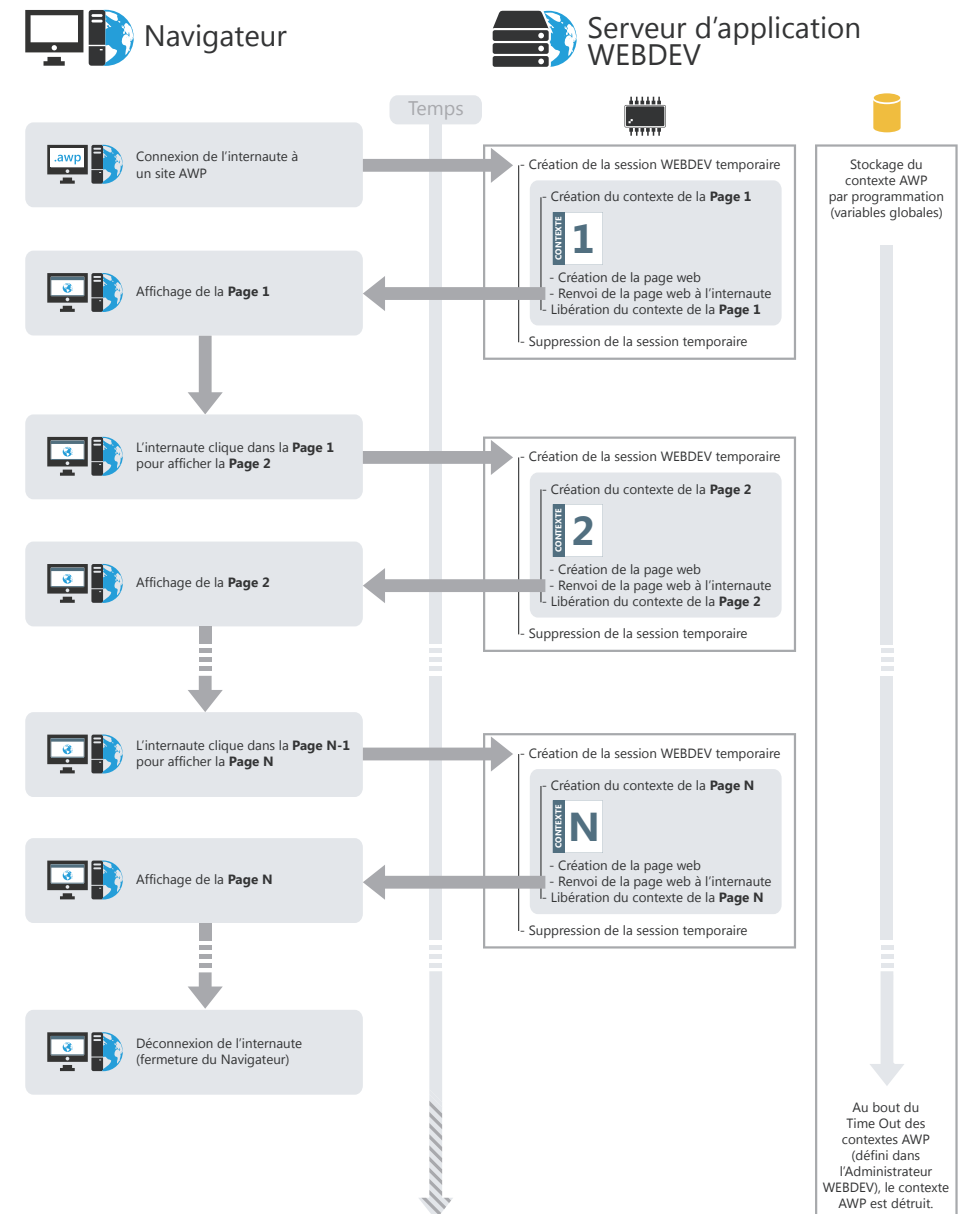 Navigateur
Serveur d'application
WEBDEV
Temps
.awp
Connexion de l'internaute à
un site AWP
- Création de la session WEBDEV temporaire
- Création du contexte de la Page 1
CONTEXTE
1
- Création de la page web
- Renvoi de la page web à l'internaute
- Libération du contexte de la Page 1
- Suppression de la session temporaire
Stockage du
contexte AWP
par programmation
(variables globales)
Affichage de la Page 1
L'internaute clique dans la Page 1
pour afficher la Page 2
- Création de la session WEBDEV temporaire
- Création du contexte de la Page 2
CONTEXTE
2
- Création de la page web
- Renvoi de la page web à l'internaute
- Libération du contexte de la Page 2
- Suppression de la session temporaire
Affichage de la Page 2
L'internaute clique dans la Page N-1
pour afficher la Page N
- Création de la session WEBDEV temporaire
- Création du contexte de la Page N
CONTEXTE
N
- Création de la page web
- Renvoi de la page web à l'internaute
- Libération du contexte de la Page N
- Suppression de la session temporaire
Affichage de la Page N
Déconnexion de l'internaute
(fermeture du Navigateur)
Au bout du
Time Out des
contextes AWP
(défini dans
l'Administrateur
WEBDEV), le contexte
AWP est détruit.